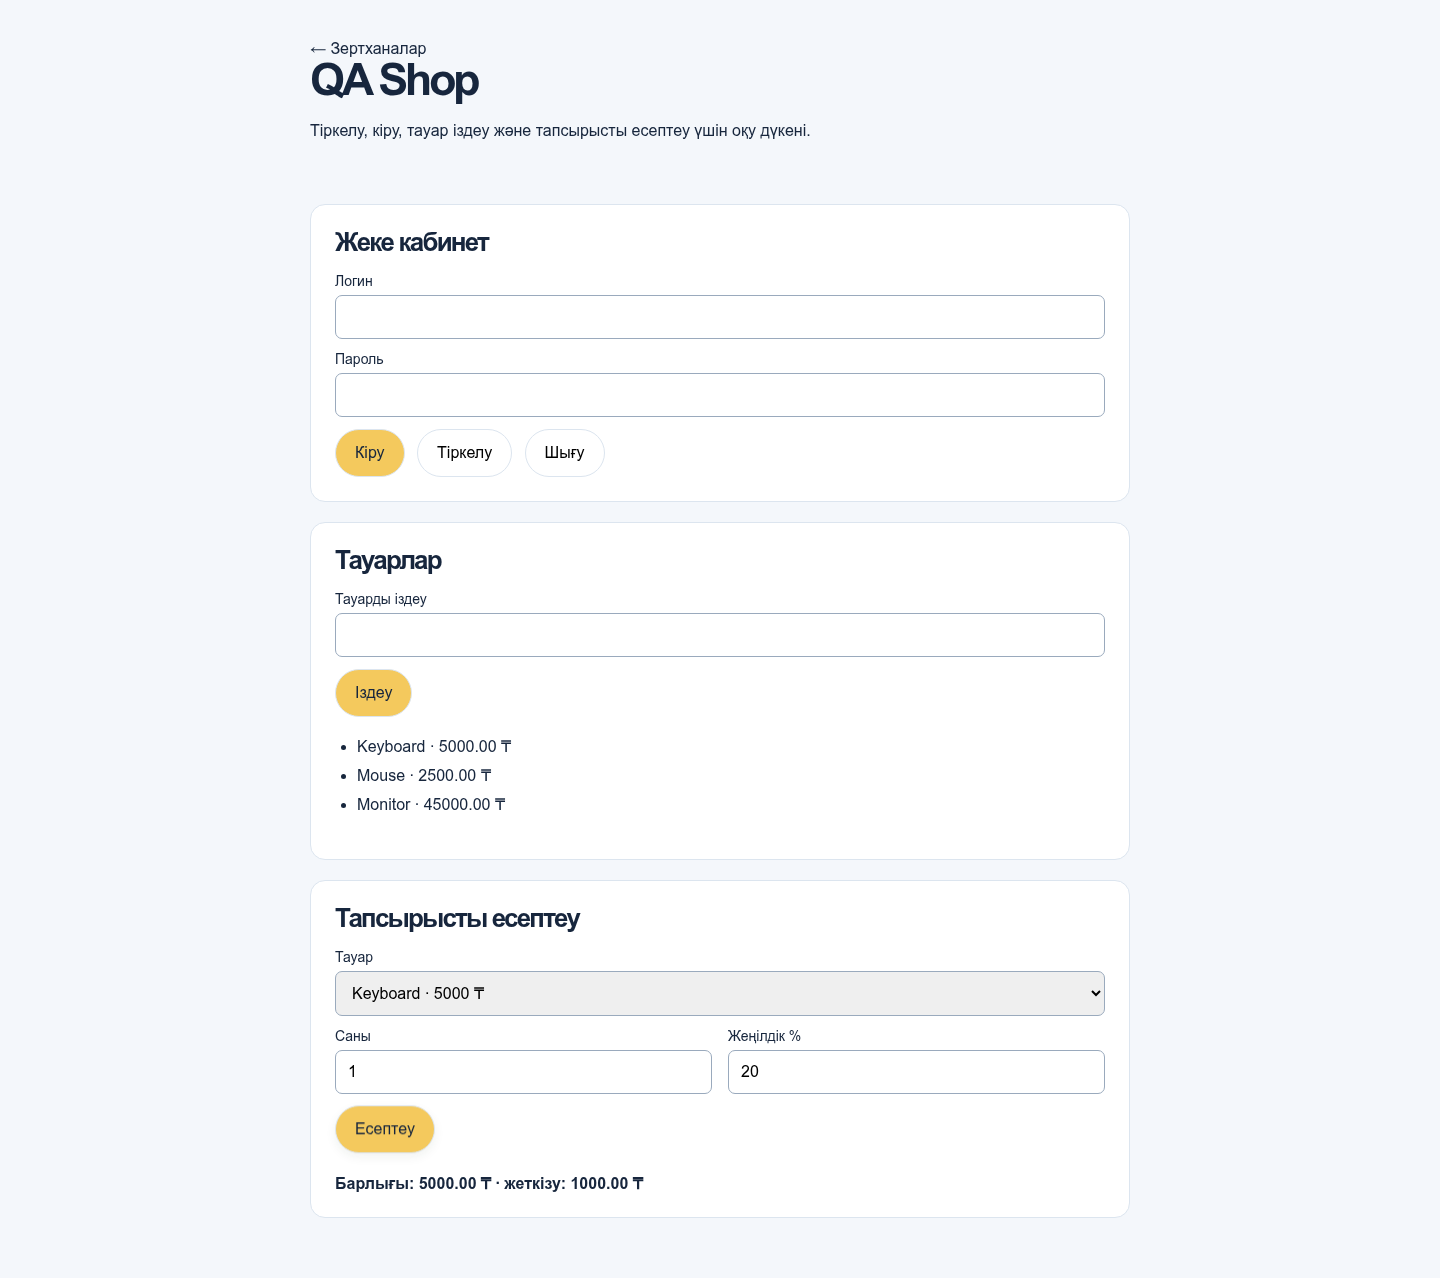 ← Зертханалар
QA Shop
Тіркелу, кіру, тауар іздеу және тапсырысты есептеу үшін оқу дүкені.
Жеке кабинет
Логин
Пароль
Кіру
Тіркелу
Шығу
Тауарлар
Тауарды іздеу
Іздеу
• Keyboard · 5000.00 ₸
• Mouse · 2500.00 ₸
• Monitor · 45000.00 ₸
Тапсырысты есептеу
Тауар
Keyboard · 5000 ₸
Саны
Жеңілдік %
1
20
Есептеу
Барлығы: 5000.00 ₸ · жеткізу: 1000.00 ₸